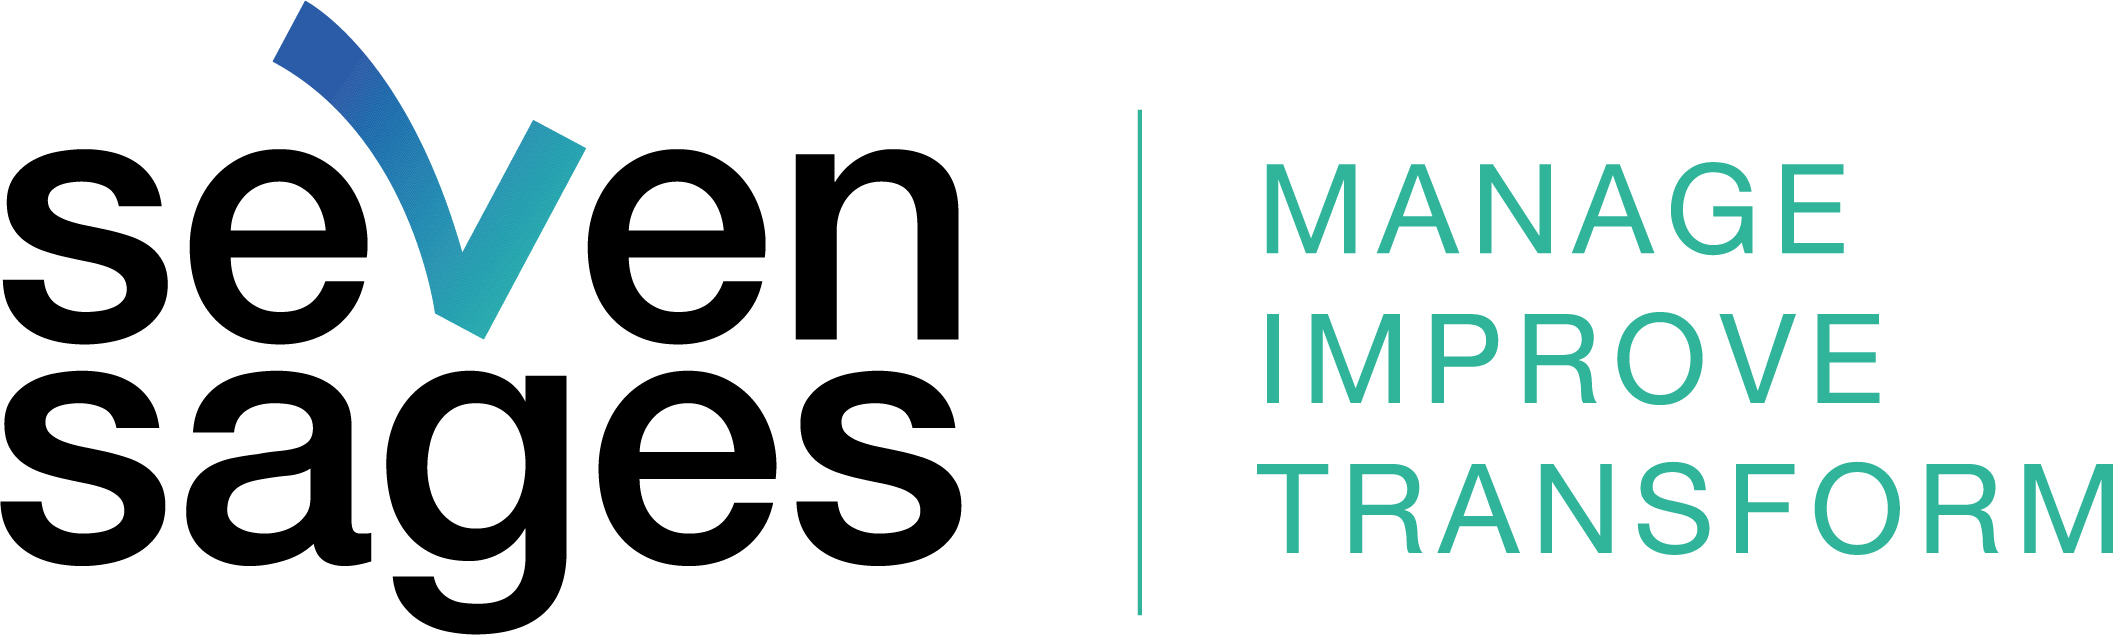 seven
sages
MANAGE
IMPROVE
TRANSFORM